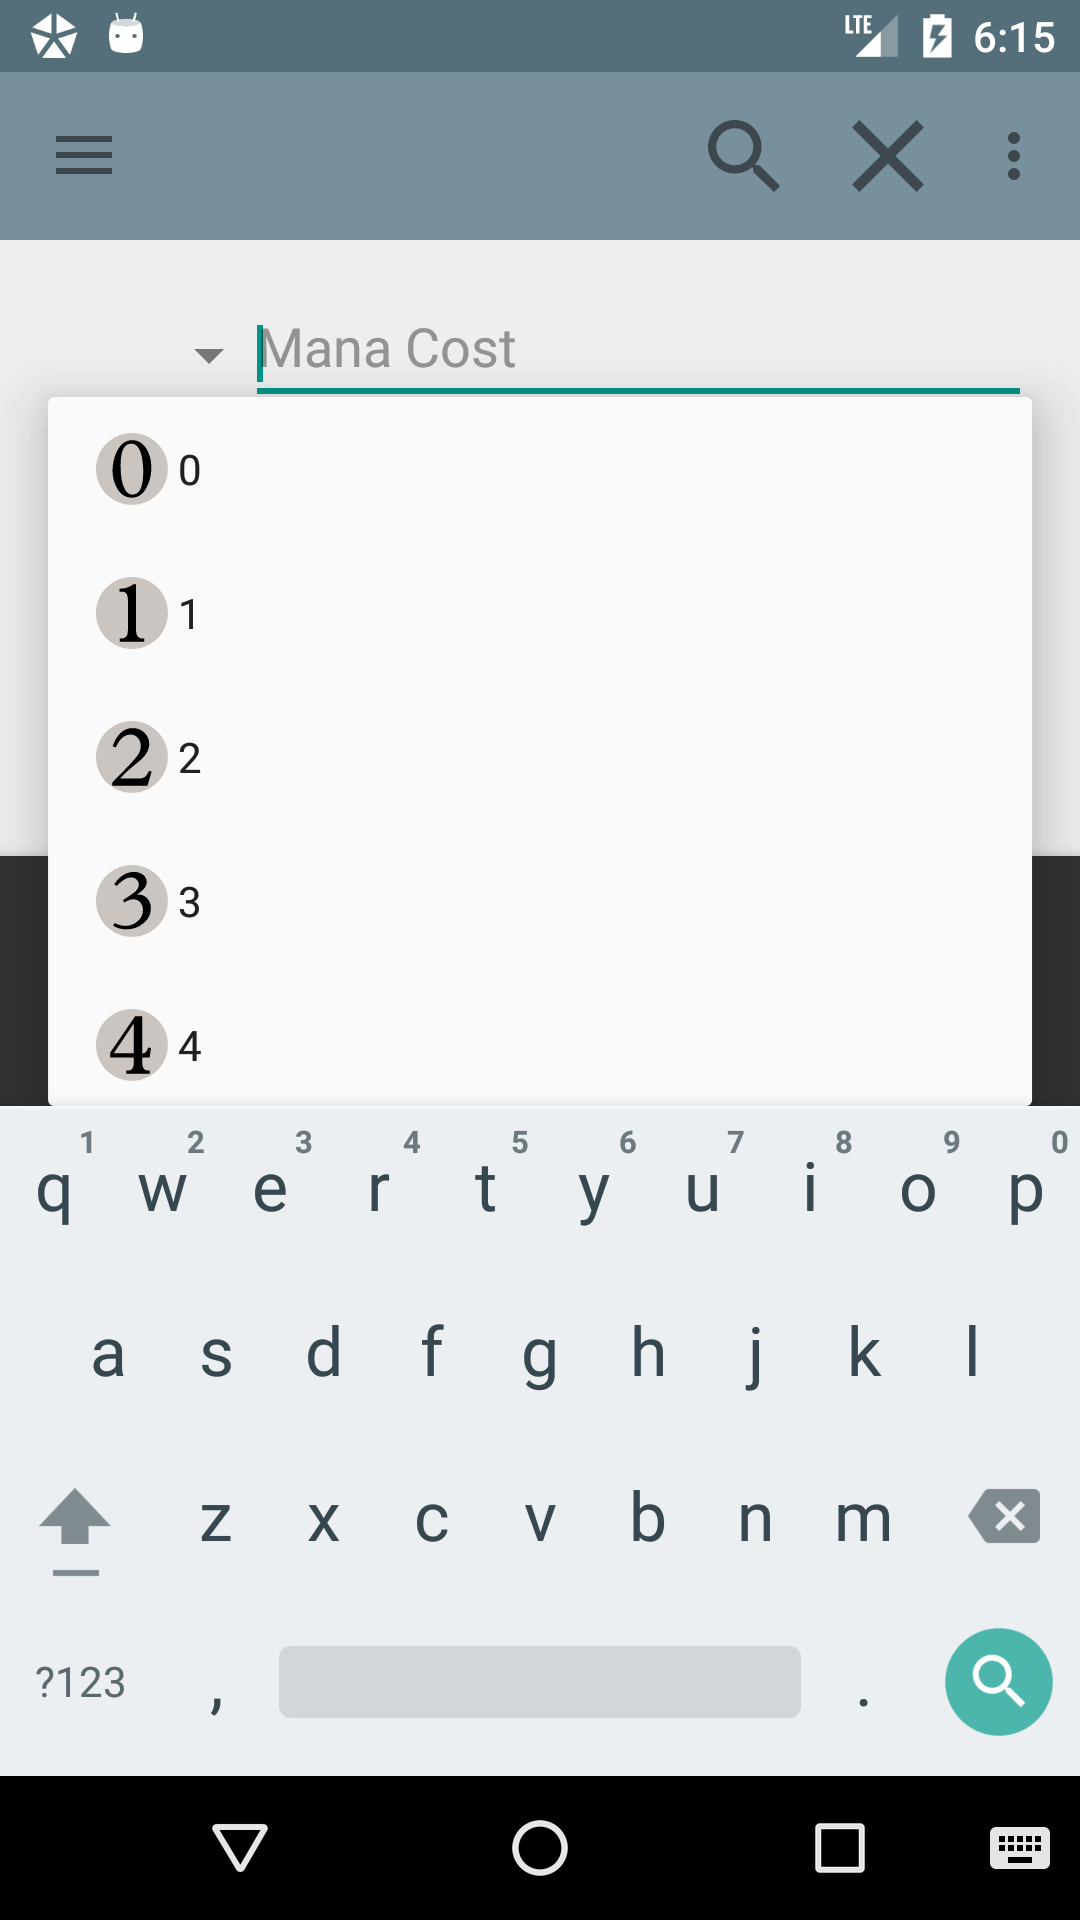 LTE 6:15
Mana Cost
0 0
1 1
2 2
3 3
4 4
1 2 3 4 5 6 7 8 9 0
q w e r t y u i o p
a s d f g h j k l
z x c v b n m
?123 , .